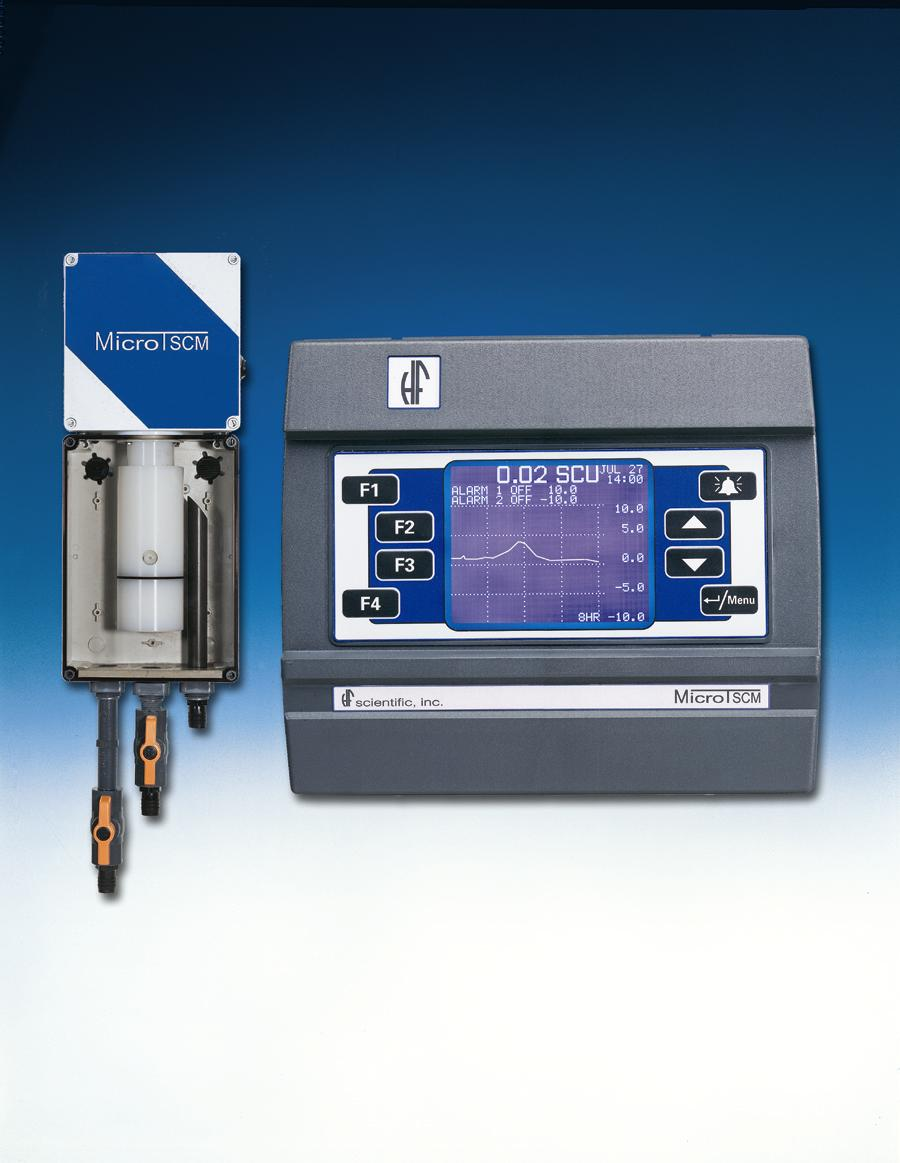 MicroTSCM
HF
F1
F2
F3
F4
0.02 SCU
JUL 27
14:00
ALARM 1 OFF 10.0
ALARM 2 OFF -10.0
10.0
5.0
0.0
-5.0
8HR -10.0
/Menu
HF scientific, inc.
MicroTSCM